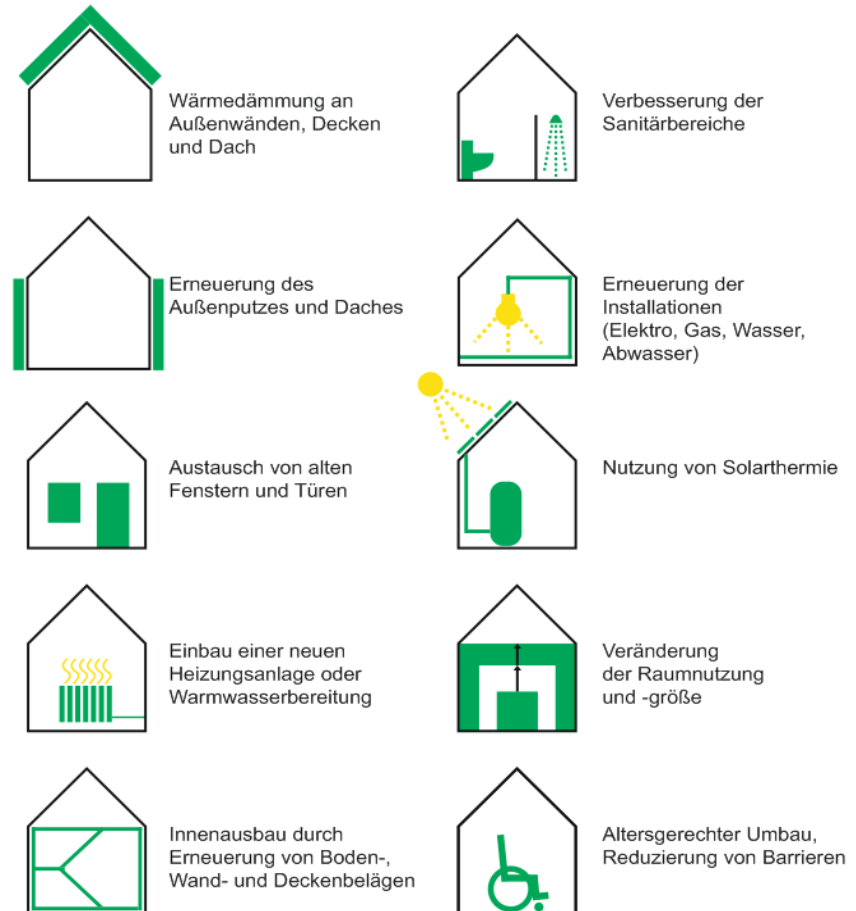 Wärmedämmung an
Außenwänden, Decken
und Dach
Verbesserung der
Sanitärbereiche
Erneuerung des
Außenputzes und Daches
Erneuerung der
Installationen
(Elektro, Gas, Wasser,
Abwasser)
Austausch von alten
Fenstern und Türen
Nutzung von Solarthermie
Einbau einer neuen
Heizungsanlage oder
Warmwasserbereitung
Veränderung
der Raumnutzung
und -größe
Innenausbau durch
Erneuerung von Boden-,
Wand- und Deckenbelägen
Altersgerechter Umbau,
Reduzierung von Barrieren